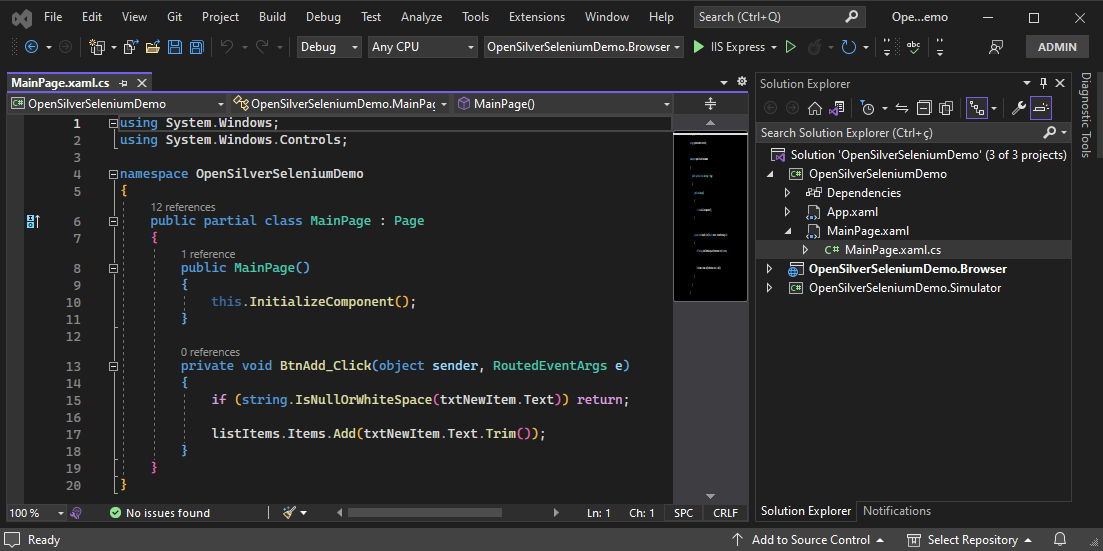 File Edit View Git Project Build Debug Test Analyze Tools Extensions Window Help Search (Ctrl+Q) Ope...emo
Debug Any CPU OpenSilverSeleniumDemo.Browser IIS Express abc ADMIN
MainPage.xaml.cs
OpenSilverSeleniumDemo OpenSilverSeleniumDemo.MainPag MainPage()
1 using System.Windows;
2 using System.Windows.Controls;
3
4 namespace OpenSilverSeleniumDemo
5 {
12 references
6 public partial class MainPage : Page
7 {
1 reference
8 public MainPage()
9 {
10 this.InitializeComponent();
11 }
12
0 references
13 private void BtnAdd_Click(object sender, RoutedEventArgs e)
14 {
15 if (string.IsNullOrWhiteSpace(txtNewItem.Text)) return;
16
17 listItems.Items.Add(txtNewItem.Text.Trim());
18 }
19 }
20 }
100 % No issues found Ln: 1 Ch: 1 SPC CRLF
Solution Explorer
Search Solution Explorer (Ctrl+ç)
Solution 'OpenSilverSeleniumDemo' (3 of 3 projects)
C# OpenSilverSeleniumDemo
Dependencies
App.xaml
MainPage.xaml
C# MainPage.xaml.cs
OpenSilverSeleniumDemo.Browser
C# OpenSilverSeleniumDemo.Simulator
Solution Explorer Notifications
Diagnostic Tools
Ready Add to Source Control Select Repository